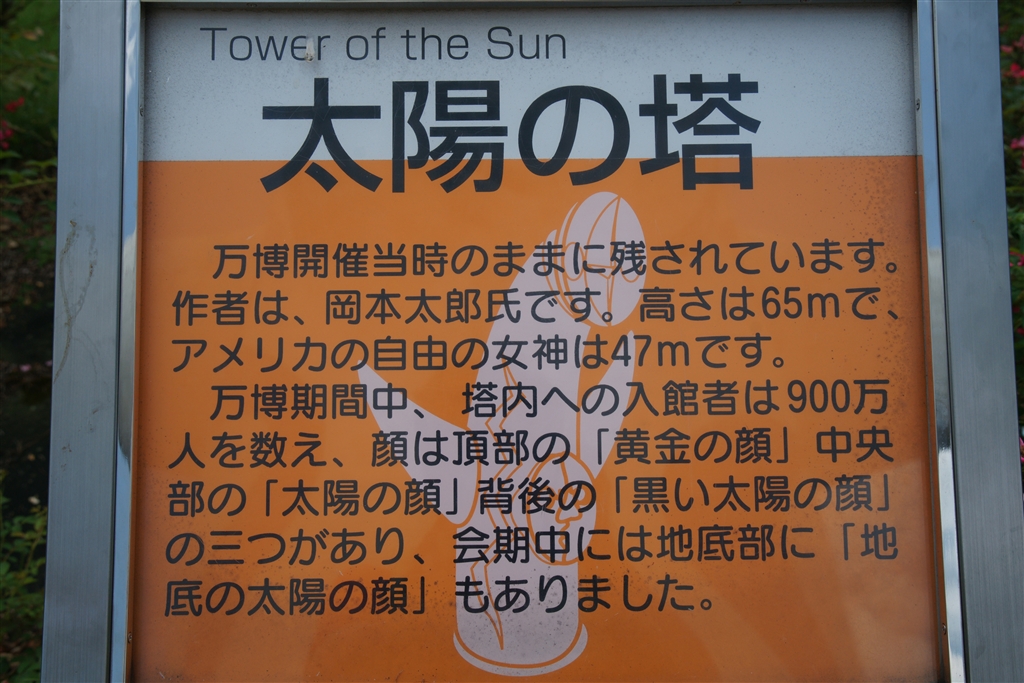 Tower of the Sun
太陽の塔
万博開催当時のままに残されています。
作者は、岡本太郎氏です。高さは65mで、
アメリカの自由の女神は47mです。
万博期間中、塔内への入館者は900万
人を数え、顔は頂部の「黄金の顔」中央
部の「太陽の顔」背後の「黒い太陽の顔」
の三つがあり、会期中には地底部に「地
底の太陽の顔」もありました。